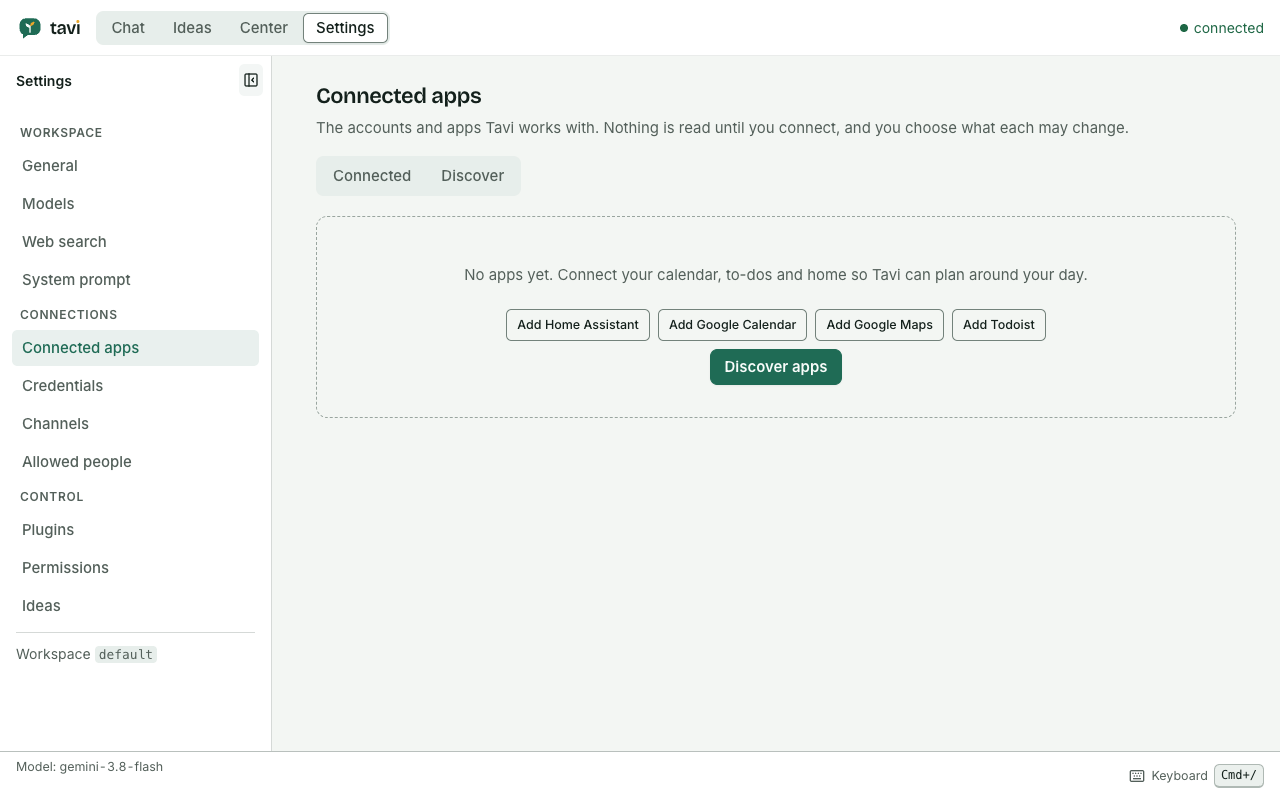 tavi
Chat Ideas Center Settings
connected
Settings
WORKSPACE
General
Models
Web search
System prompt
CONNECTIONS
Connected apps
Credentials
Channels
Allowed people
CONTROL
Plugins
Permissions
Ideas
Workspace default
Connected apps
The accounts and apps Tavi works with. Nothing is read until you connect, and you choose what each may change.
Connected Discover
No apps yet. Connect your calendar, to-dos and home so Tavi can plan around your day.
Add Home Assistant Add Google Calendar Add Google Maps Add Todoist
Discover apps
Model: gemini-3.8-flash
Keyboard Cmd+/